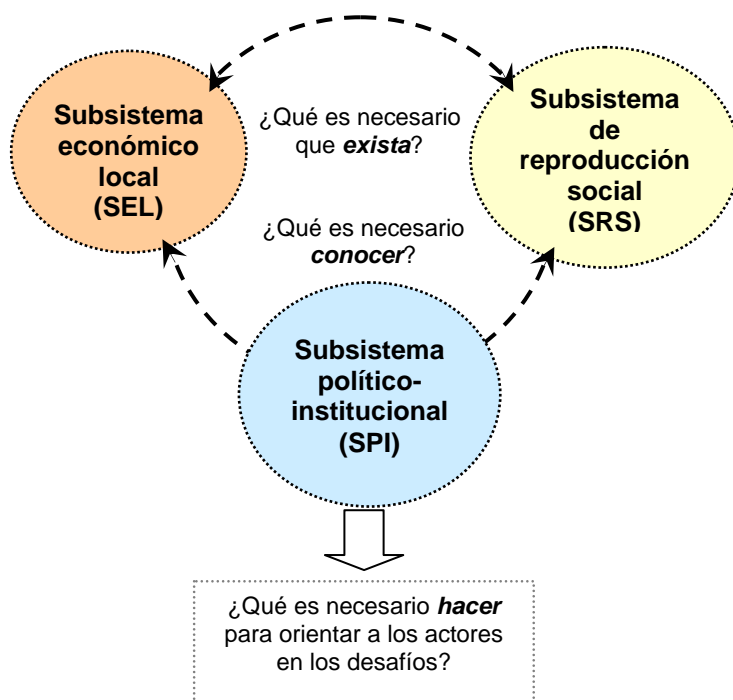 Subsistema
económico
local
(SEL)
¿Qué es necesario
que exista?
Subsistema
de
reproducción
social
(SRS)
¿Qué es necesario
conocer?
Subsistema
político-
institucional
(SPI)
¿Qué es necesario hacer
para orientar a los actores
en los desafíos?